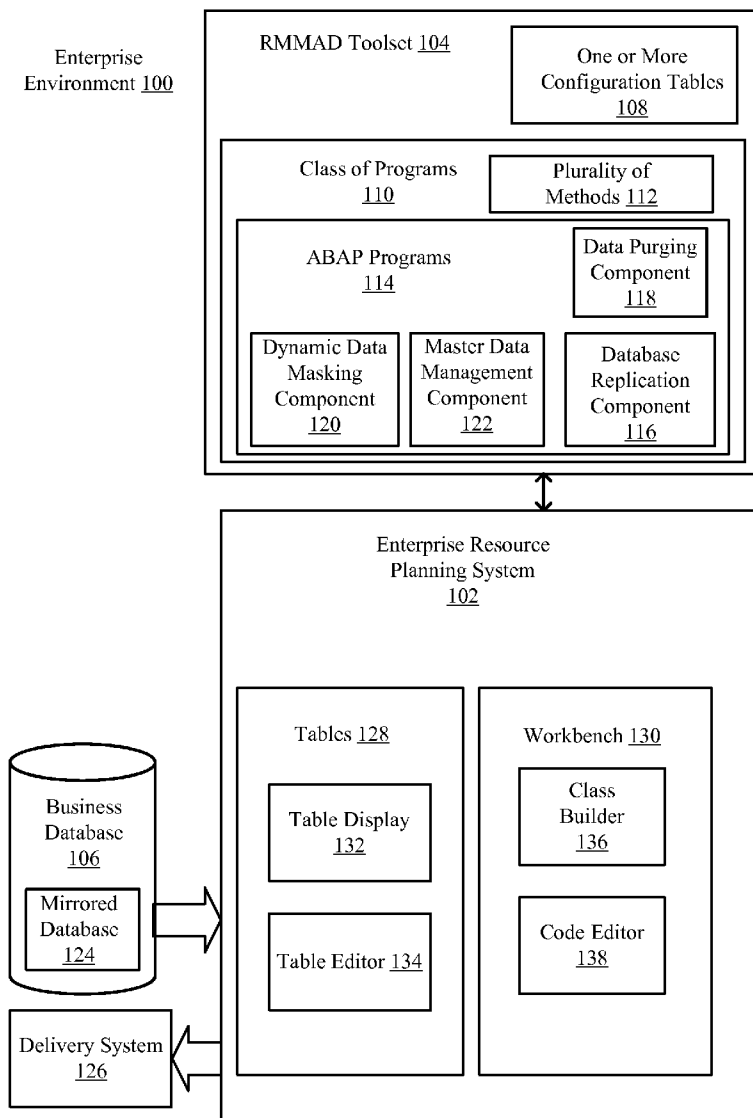 Enterprise
Environment 100
RMMAD Toolset 104
One or More
Configuration Tables
108
Class of Programs
110
Plurality of
Methods 112
ABAP Programs
114
Data Purging
Component
118
Dynamic Data
Masking
Component
120
Master Data
Management
Component
122
Database
Replication
Component
116
Enterprise Resource
Planning System
102
Tables 128
Table Display
132
Table Editor 134
Workbench 130
Class
Builder
136
Code Editor
138
Business
Database
106
Mirrored
Database
124
Delivery System
126